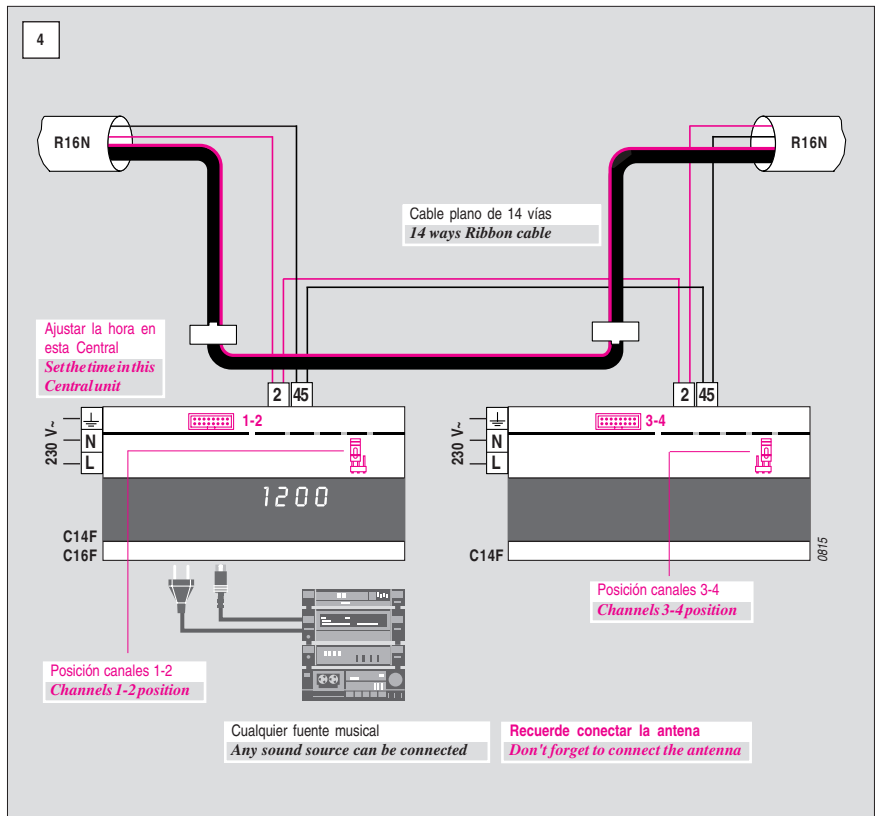 4
R16N
R16N
Cable plano de 14 vías
14 ways Ribbon cable
Ajustar la hora en
esta Central
Set the time in this
Central unit
2 45
2 45
230 V~
N
L
1-2
1200
C14F
C16F
230 V~
N
L
3-4
C14F
0815
Posición canales 3-4
Channels 3-4 position
Posición canales 1-2
Channels 1-2 position
Cualquier fuente musical
Any sound source can be connected
Recuerde conectar la antena
Don't forget to connect the antenna